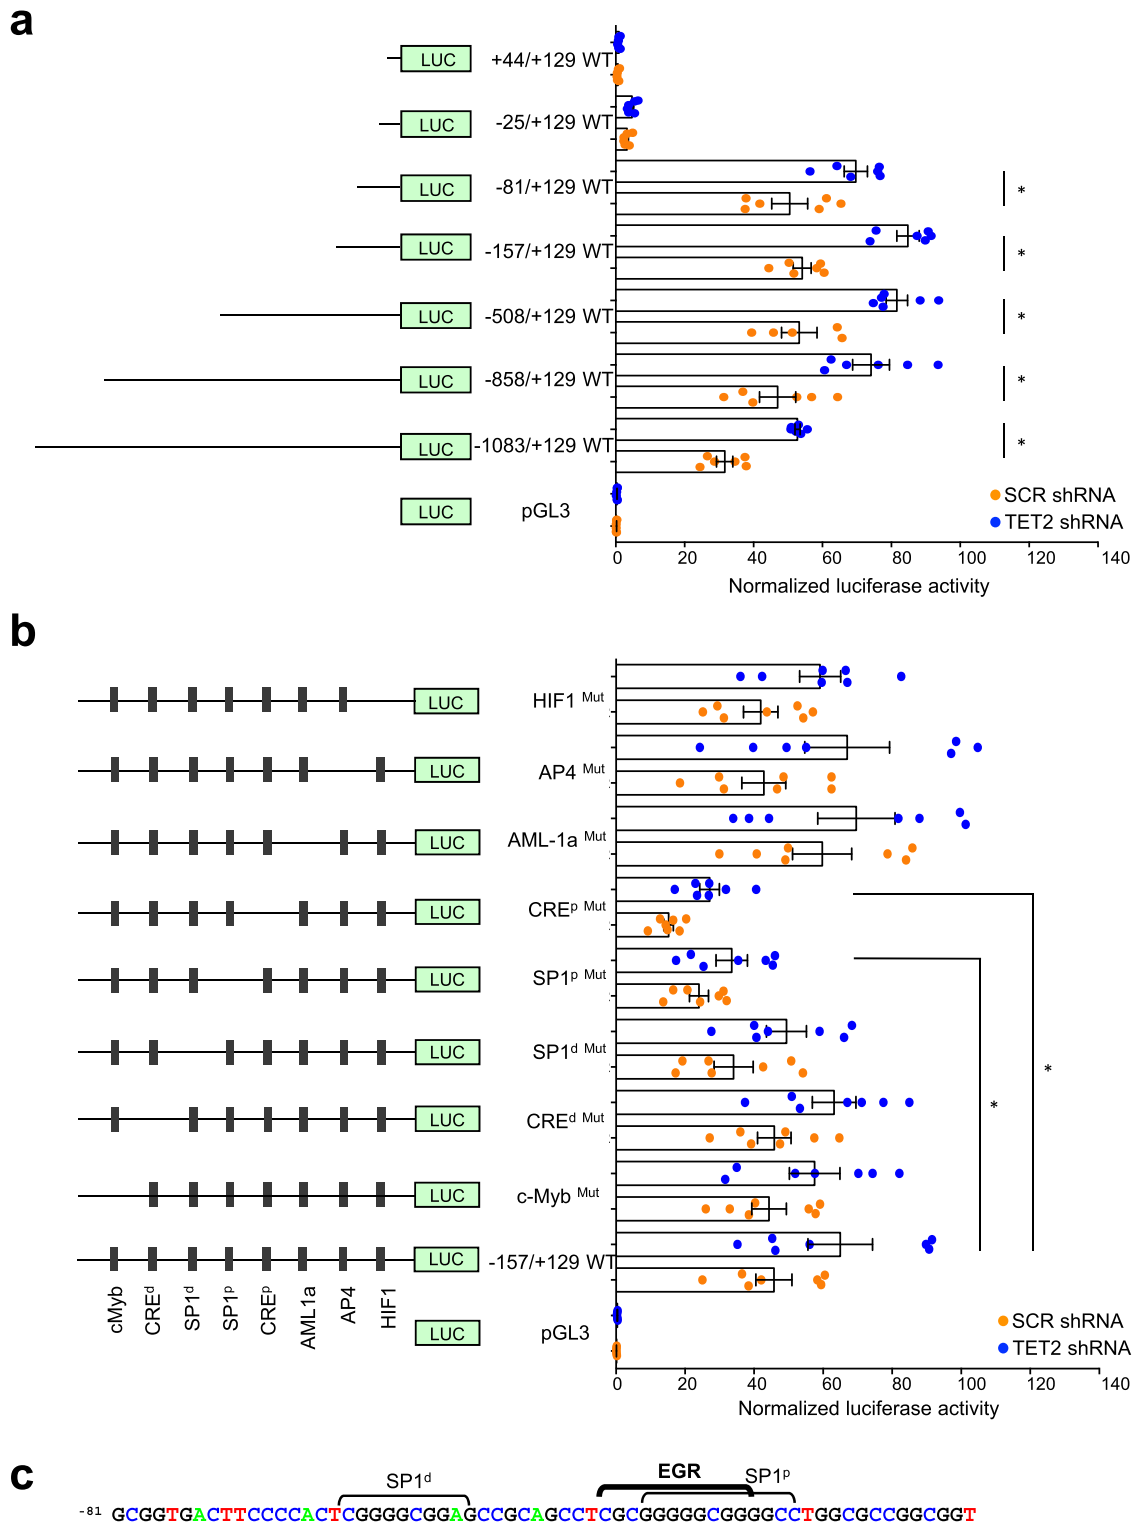 a
LUC +44/+129 WT
LUC -25/+129 WT
LUC -81/+129 WT *
LUC -157/+129 WT *
LUC -508/+129 WT *
LUC -858/+129 WT *
LUC -1083/+129 WT *
LUC pGL3
SCR shRNA
TET2 shRNA
0 20 40 60 80 100 120 140
Normalized luciferase activity
b
LUC HIF1 Mut
LUC AP4 Mut
LUC AML-1a Mut
LUC CREp Mut
LUC SP1p Mut
LUC SP1d Mut
LUC CREd Mut
LUC c-Myb Mut
LUC -157/+129 WT
* *
cMyb CREd SP1d SP1p CREp AML1a AP4 HIF1
LUC pGL3
SCR shRNA
TET2 shRNA
0 20 40 60 80 100 120 140
Normalized luciferase activity
c
SP1d EGR SP1p
-81 GCGGTGACTTCCCCACTCGGGGCGGAGCCGCAGCCTCGCGGGGGCGGGGCCTGGCGCCGGCGGT